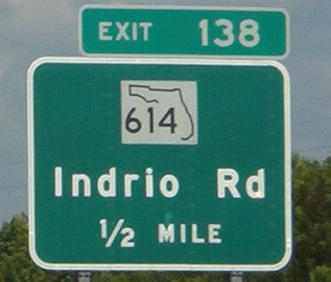 EXIT 138
614
Indrio Rd
½ MILE